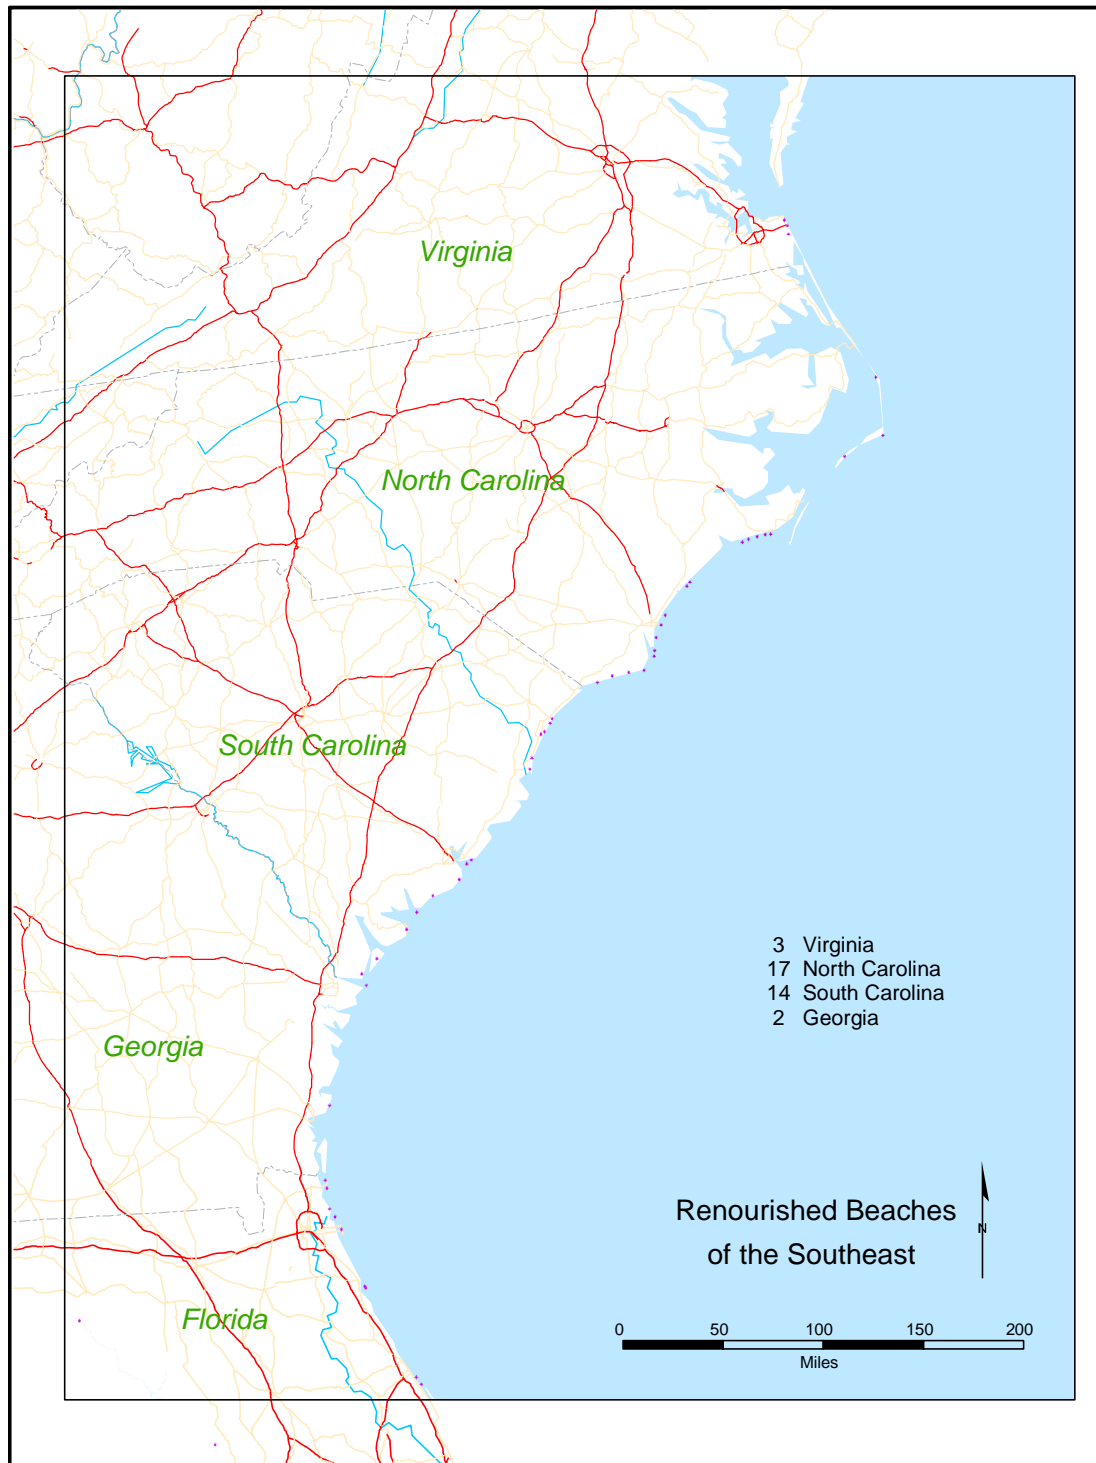 Virginia
North Carolina
South Carolina
3 Virginia
17 North Carolina
14 South Carolina
2 Georgia
Georgia
Renourished Beaches
of the Southeast
N
Florida
0 50 100 150 200
Miles